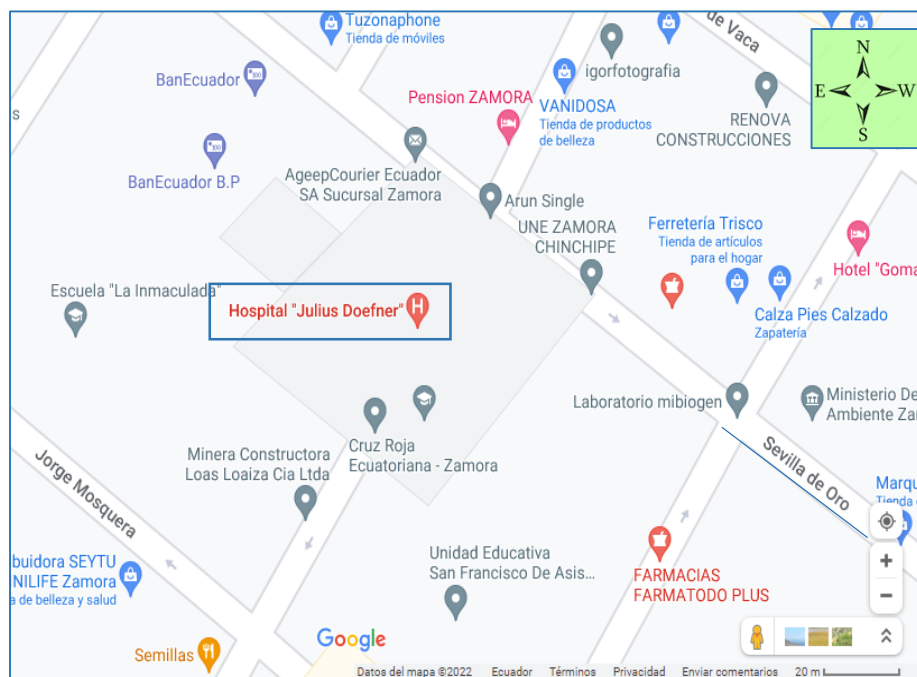 Tuzonaphone
Tienda de móviles
de Vaca
igorfotografia
BanEcuador
Pension ZAMORA
VANIDOSA
Tienda de productos
de belleza
RENOVA
CONSTRUCCIONES
N
E
W
S
s
BanEcuador B.P
AgeepCourier Ecuador
SA Sucursal Zamora
Arun Single
UNE ZAMORA
CHINCHIPE
Ferretería Trisco
Tienda de artículos
para el hogar
Hotel "Goma
Escuela "La Inmaculada"
Hospital "Julius Doefner"
H
Calza Pies Calzado
Zapatería
Laboratorio mibiogen
Ministerio De
Ambiente Zam
Cruz Roja
Ecuatoriana - Zamora
Minera Constructora
Loas Loaiza Cia Ltda
Jorge Mosquera
Sevilla de Oro
Marqu
Tienda d
Unidad Educativa
San Francisco De Asis...
buidora SEYTU
NILIFE Zamora
a de belleza y salud
FARMACIAS
FARMATODO PLUS
Semillas
Google
Datos del mapa ©2022 Ecuador Términos Privacidad Enviar comentarios 20 m